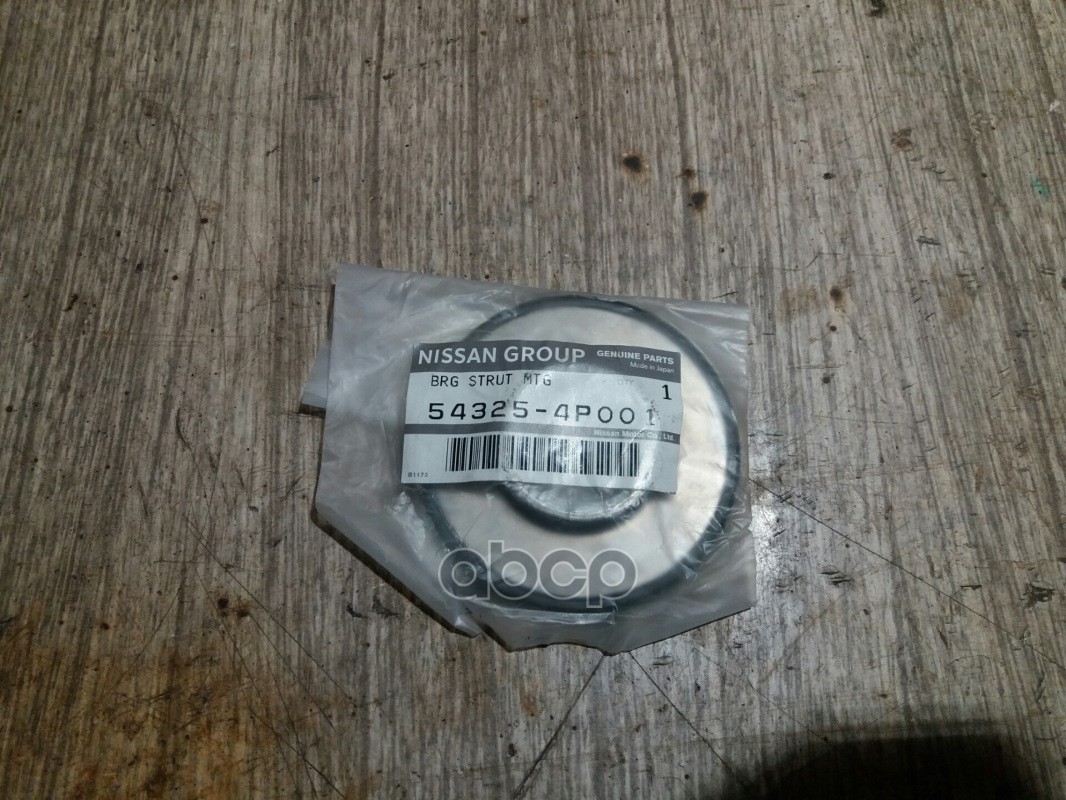 NISSAN GROUP GENUINE PARTS
Made in Japan
BRG STRUT MTG QTY 1
54325-4P001
Nissan Motor Co., Ltd.
B1173
abcp